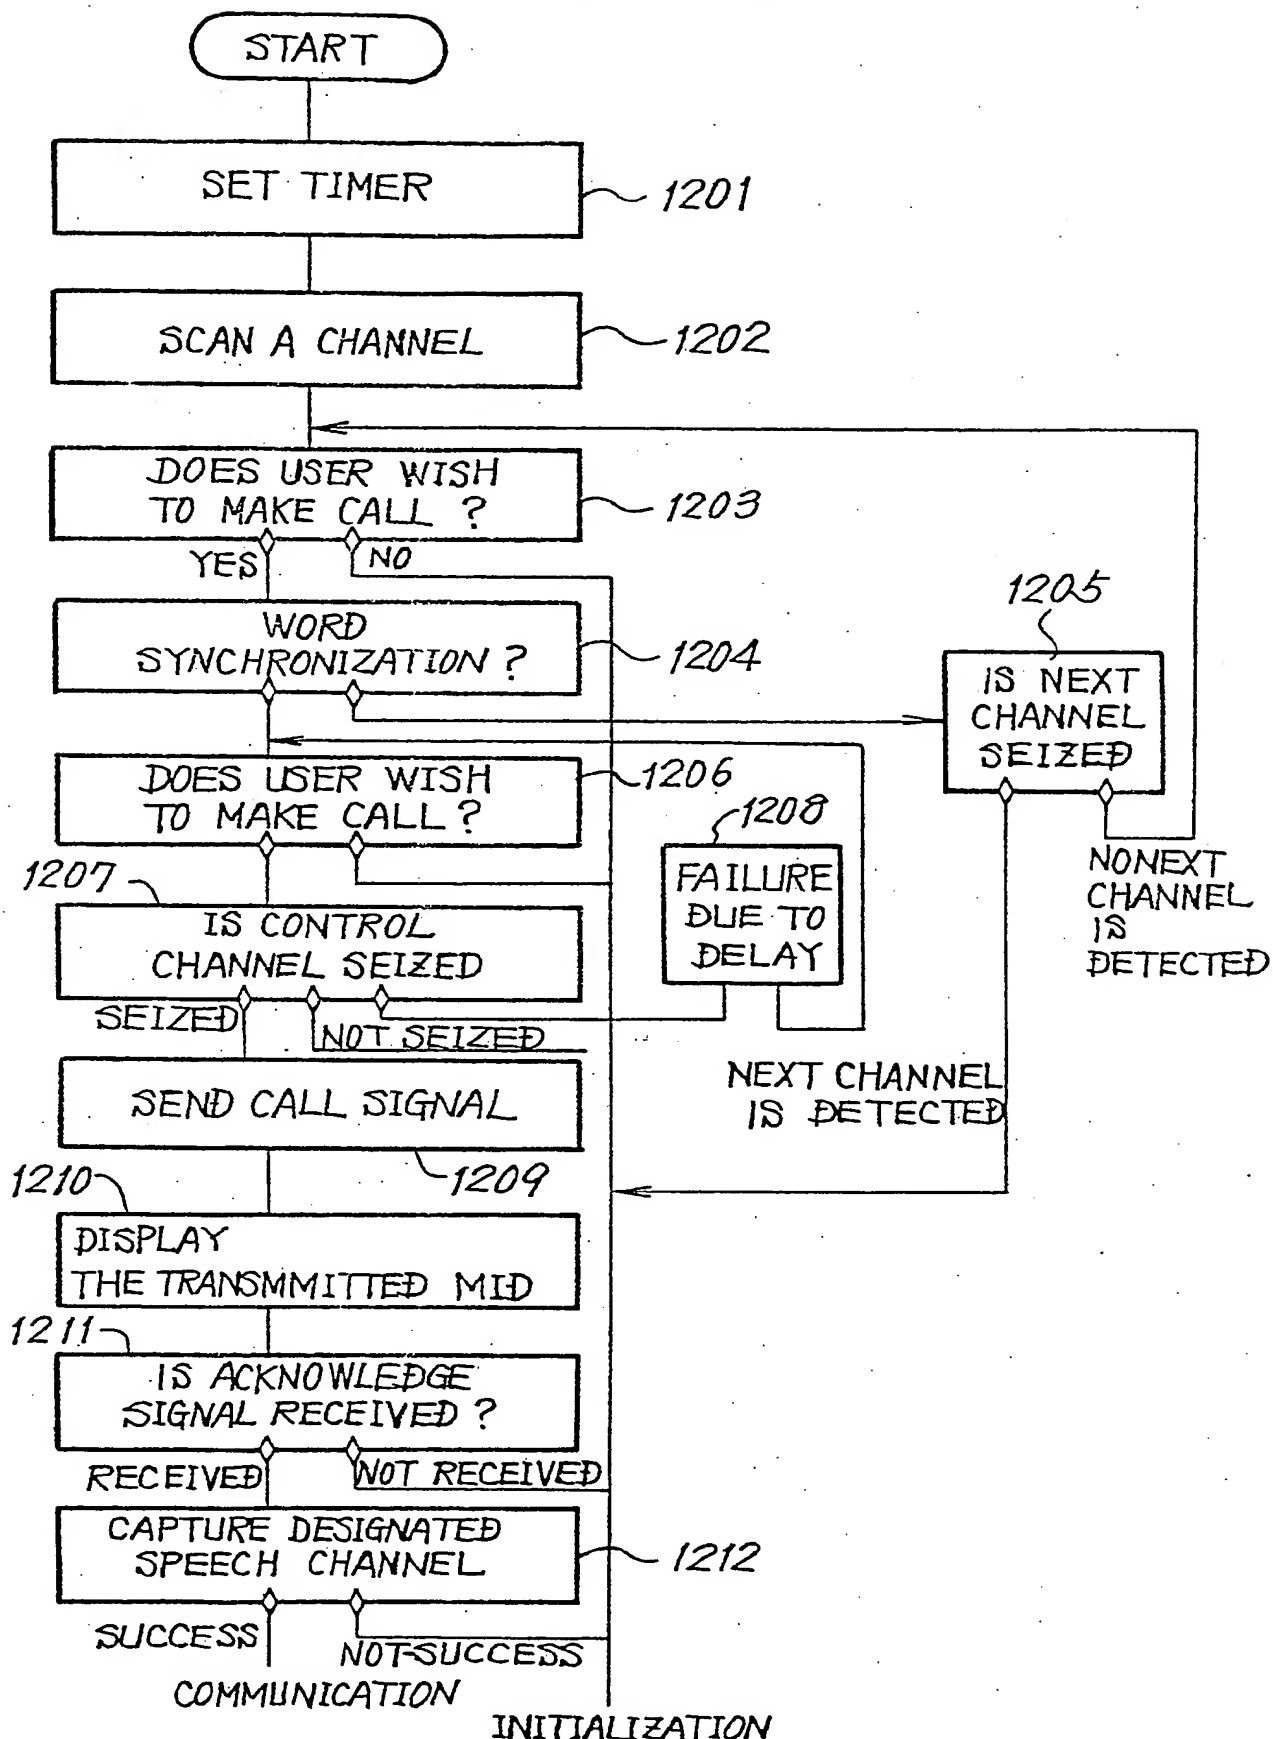 START
SET TIMER
1201
SCAN A CHANNEL
1202
DOES USER WISH
TO MAKE CALL ?
1203
YES
NO
WORD
SYNCHRONIZATION ?
1204
1205
IS NEXT
CHANNEL
SEIZED
DOES USER WISH
TO MAKE CALL ?
1206
1208
FAILURE
DUE TO
DELAY
NONEXT
CHANNEL
IS
DETECTED
1207
IS CONTROL
CHANNEL SEIZED
SEIZED
NOT SEIZED
NEXT CHANNEL
IS DETECTED
SEND CALL SIGNAL
1209
1210
DISPLAY
THE TRANSMMITTED MID
1211
IS ACKNOWLEDGE
SIGNAL RECEIVED ?
RECEIVED
NOT RECEIVED
CAPTURE DESIGNATED
SPEECH CHANNEL
1212
SUCCESS
NOT-SUCCESS
COMMUNICATION
INITIALIZATION